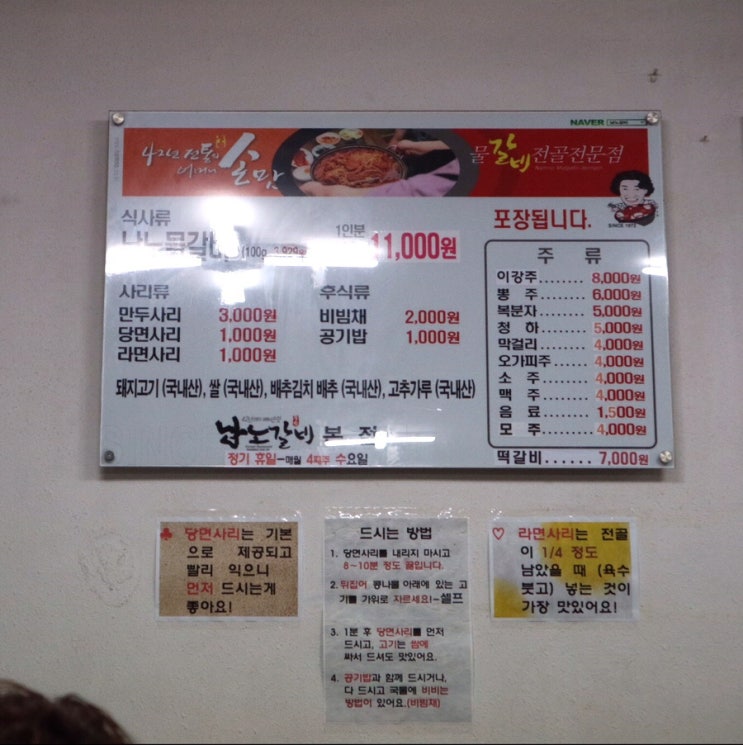 NAVER
42년 전통의
어머니 손맛
물갈비 전골전문점
SINCE 1972
식사류
남노물갈비
(100g
1인분
11,000원
사리류
만두사리 3,000원
당면사리 1,000원
라면사리 1,000원
후식류
비빔채 2,000원
공기밥 1,000원
돼지고기 (국내산), 쌀 (국내산), 배추김치 배추 (국내산), 고추가루 (국내산)
남노갈비 본점
정기 휴일-매월 4째주 수요일
포장됩니다.
주 류
이강주........ 8,000원
뽕 주........ 6,000원
복분자........ 5,000원
청 하........ 5,000원
막걸리........ 4,000원
오가피주..... 4,000원
소 주........ 4,000원
맥 주........ 4,000원
음 료........ 1,500원
모 주........ 4,000원
떡갈비...... 7,000원
♣ 당면사리는 기본
으로 제공되고
빨리 익으니
먼저 드시는게
좋아요!
드시는 방법
1. 당면사리를 내리지 마시고
8~10분 정도 끓입니다.
2. 뒤집어 콩나물 아래에 있는 고
기를 가위로 자르세요!-셀프
3. 1분 후 당면사리를 먼저
드시고, 고기는 쌈에
싸서 드셔도 맛있어요.
4. 공기밥과 함께 드시거나,
다 드시고 국물에 비비는
방법이 있어요.(비빔채)
♡ 라면사리는 전골
이 1/4 정도
남았을 때 (육수
붓고) 넣는 것이
가장 맛있어요!